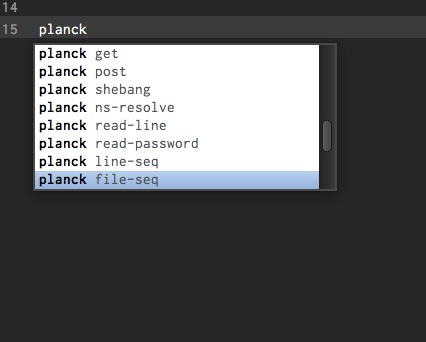 14
15 planck
planck get
planck post
planck shebang
planck ns-resolve
planck read-line
planck read-password
planck line-seq
planck file-seq